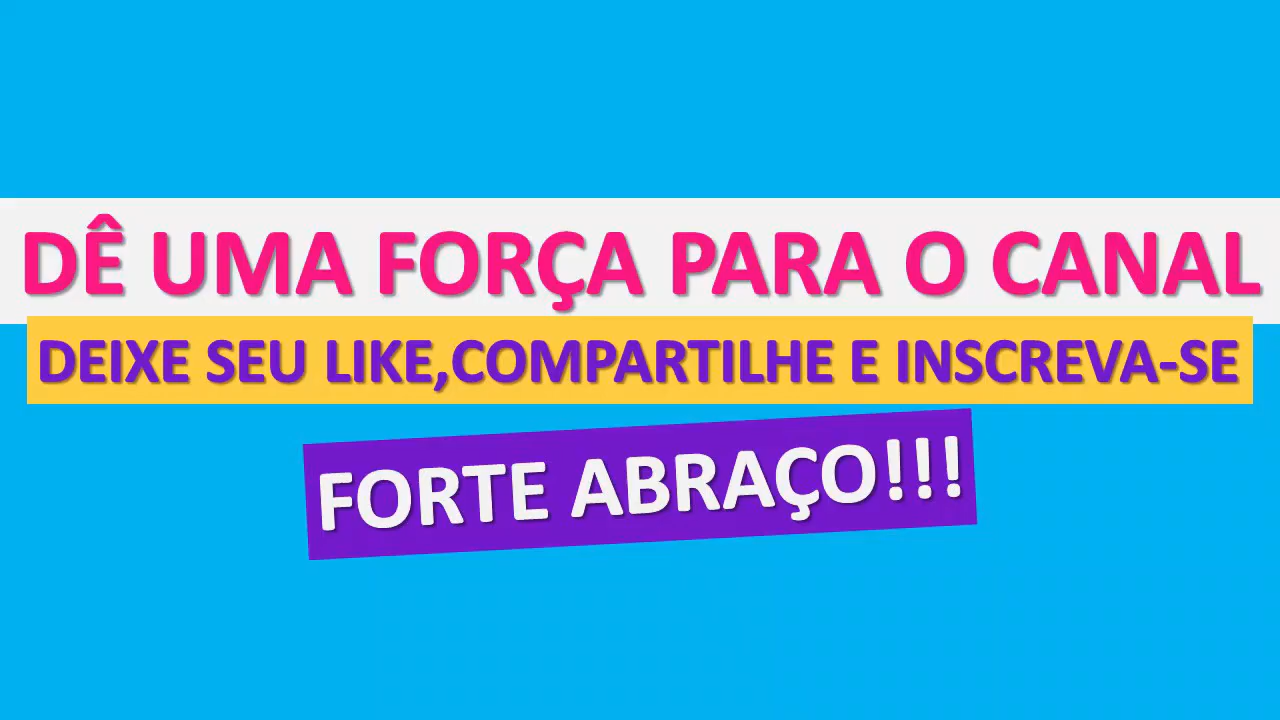 DÊ UMA FORÇA PARA O CANAL
DEIXE SEU LIKE,COMPARTILHE E INSCREVA-SE
FORTE ABRAÇO!!!